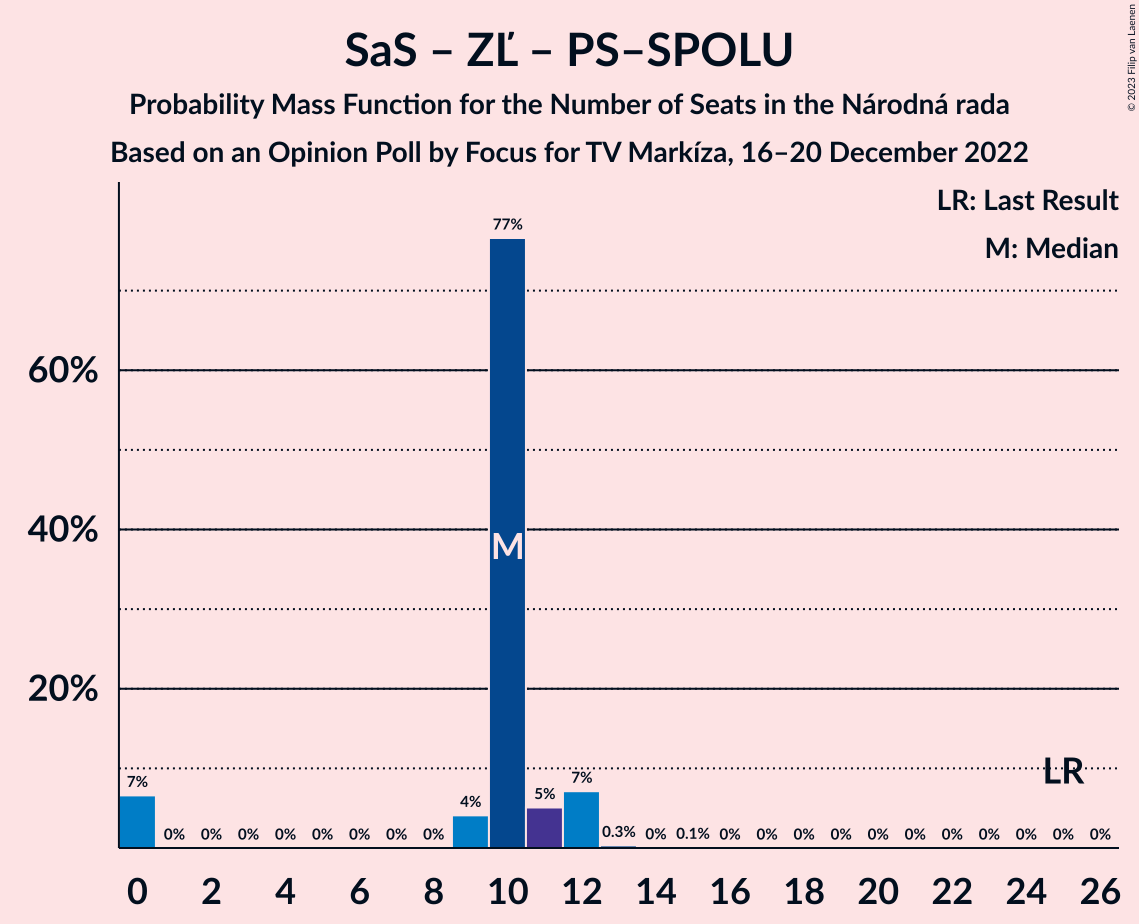 SaS – ZĽ – PS–SPOLU
Probability Mass Function for the Number of Seats in the Národná rada
Based on an Opinion Poll by Focus for TV Markíza, 16–20 December 2022
© 2023 Filip van Laenen
LR: Last Result
M: Median
77%
60%
40%
M
20%
LR
7% 0% 0% 0% 0% 0% 0% 0% 0% 4% 5% 7% 0.3% 0% 0.1% 0% 0% 0% 0% 0% 0% 0% 0% 0% 0% 0%
0 2 4 6 8 10 12 14 16 18 20 22 24 26